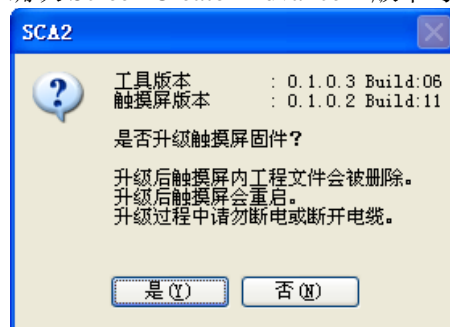 SCA2
工具版本 : 0.1.0.3 Build:06
触摸屏版本 : 0.1.0.2 Build:11
是否升级触摸屏固件?
升级后触摸屏内工程文件会被删除。
升级后触摸屏会重启。
升级过程中请勿断电或断开电缆。
是(Y) 否(N)